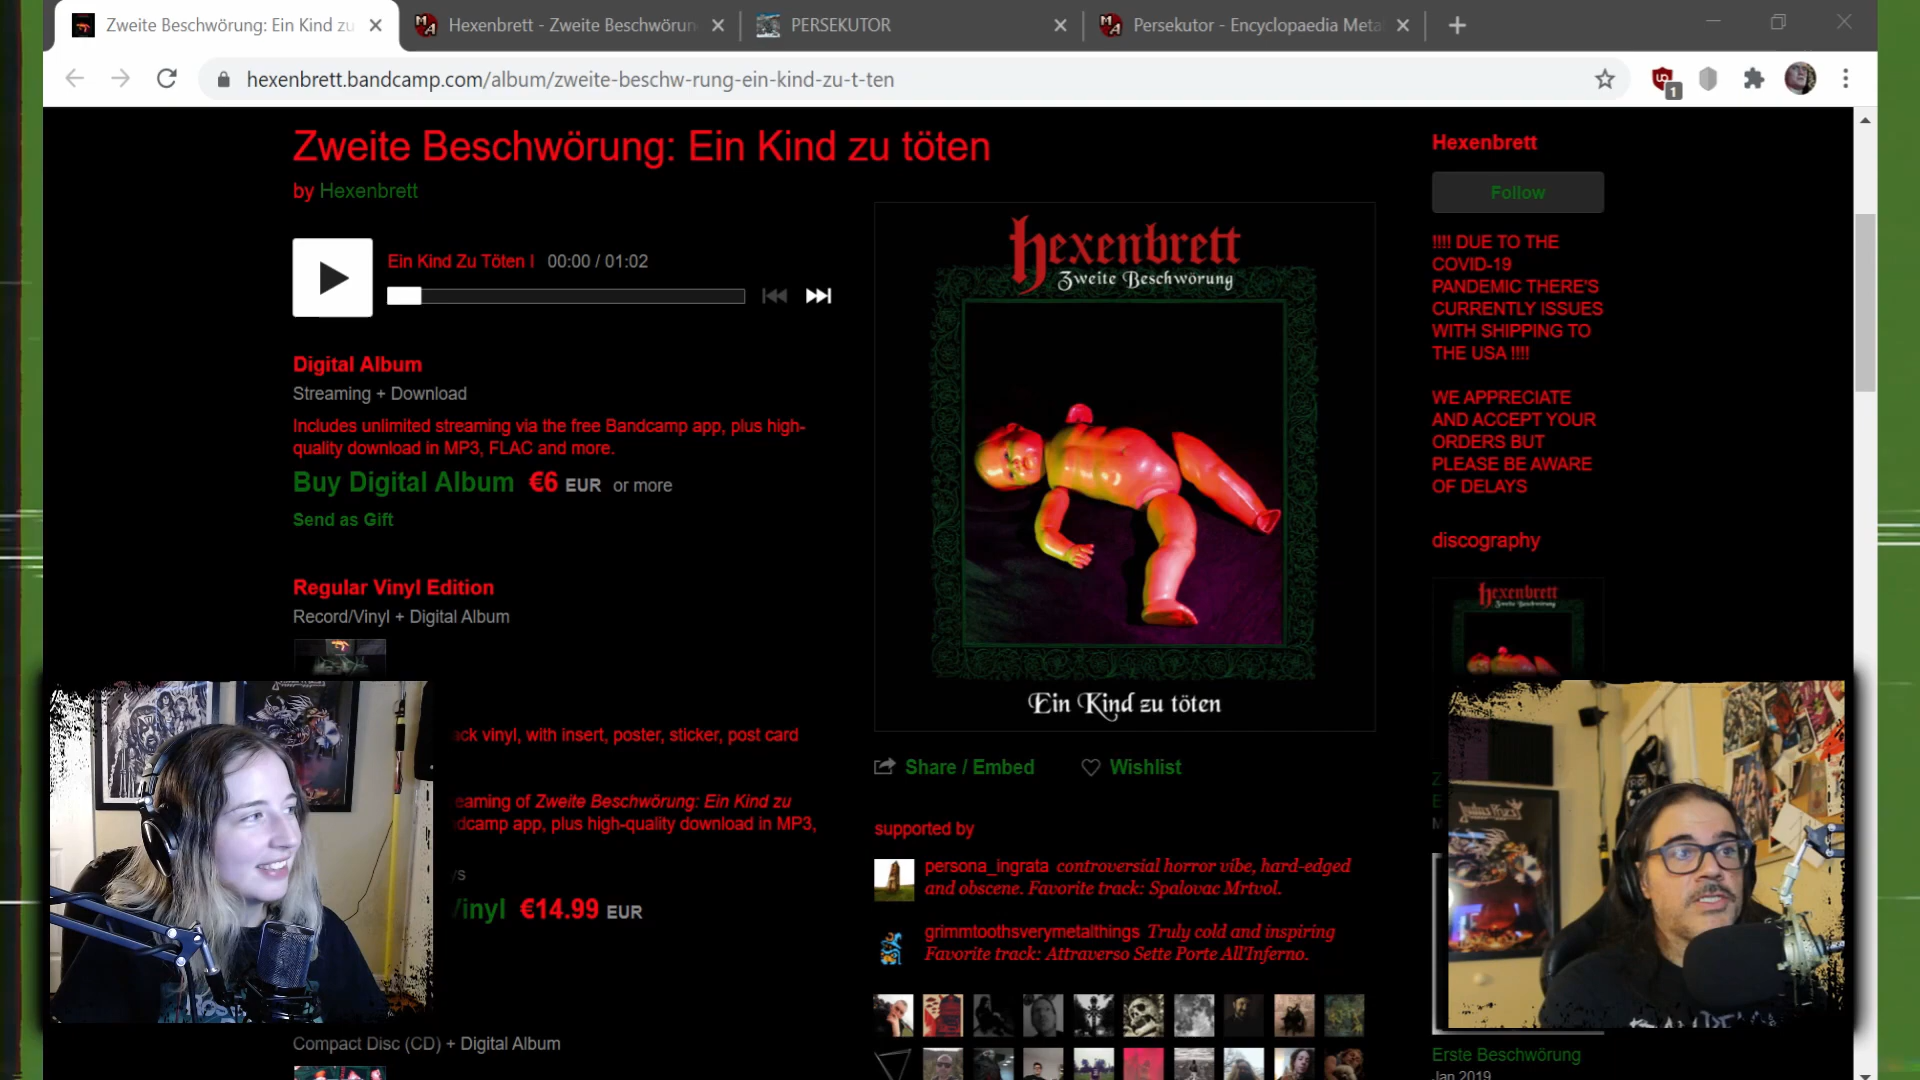 Zweite Beschwörung: Ein Kind zu
Hexenbrett - Zweite Beschwörun
PERSEKUTOR
Persekutor - Encyclopaedia Meta
hexenbrett.bandcamp.com/album/zweite-beschw-rung-ein-kind-zu-t-ten
1
Zweite Beschwörung: Ein Kind zu töten
by Hexenbrett
Ein Kind Zu Töten I 00:00 / 01:02
Digital Album
Streaming + Download
Includes unlimited streaming via the free Bandcamp app, plus high-
quality download in MP3, FLAC and more.
Buy Digital Album €6 EUR or more
Send as Gift
Regular Vinyl Edition
Record/Vinyl + Digital Album
ck vinyl, with insert, poster, sticker, post card
eaming of Zweite Beschwörung: Ein Kind zu
dcamp app, plus high-quality download in MP3,
ys
Vinyl €14.99 EUR
Compact Disc (CD) + Digital Album
hexenbrett
Zweite Beschwörung
Ein Kind zu töten
Share / Embed
Wishlist
supported by
persona_ingrata controversial horror vibe, hard-edged
and obscene. Favorite track: Spalovac Mrtvol.
grimmtoothsverymetalthings Truly cold and inspiring
Favorite track: Attraverso Sette Porte All'Inferno.
Hexenbrett
Follow
!!!! DUE TO THE
COVID-19
PANDEMIC THERE'S
CURRENTLY ISSUES
WITH SHIPPING TO
THE USA !!!!
WE APPRECIATE
AND ACCEPT YOUR
ORDERS BUT
PLEASE BE AWARE
OF DELAYS
discography
hexenbrett
Zweite Beschwörung
Erste Beschwörung
Jan 2019